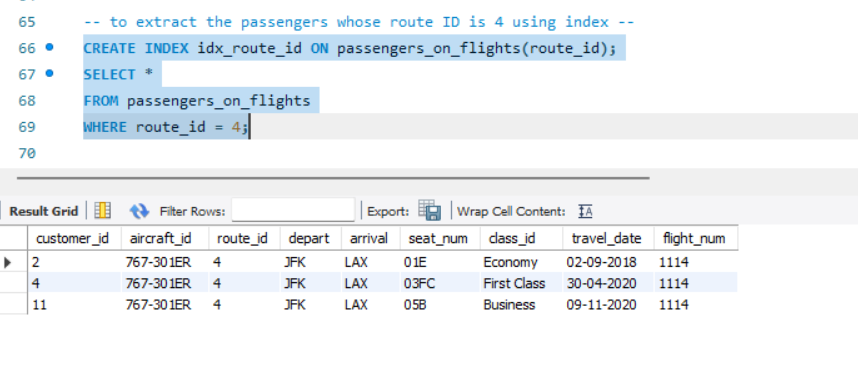 65 -- to extract the passengers whose route ID is 4 using index --
66 CREATE INDEX idx_route_id ON passengers_on_flights(route_id);
67 SELECT *
68 FROM passengers_on_flights
69 WHERE route_id = 4;
70
Result Grid Filter Rows: Export: Wrap Cell Content:
customer_id aircraft_id route_id depart arrival seat_num class_id travel_date flight_num
2 767-301ER 4 JFK LAX 01E Economy 02-09-2018 1114
4 767-301ER 4 JFK LAX 03FC First Class 30-04-2020 1114
11 767-301ER 4 JFK LAX 05B Business 09-11-2020 1114